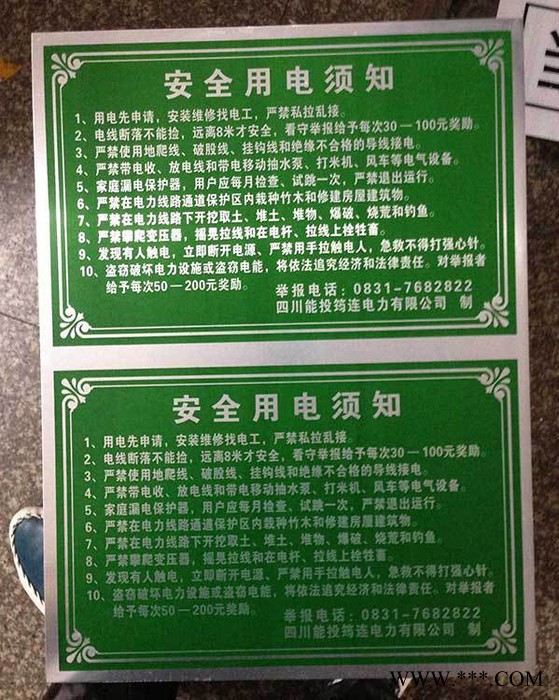 安全用电须知
1、用电先申请，安装维修找电工，严禁私拉乱接。
2、电线断落不能捡，远离8米才安全，看守举报给予每次30—100元奖励。
3、严禁使用地爬线、破股线、挂钩线和绝缘不合格的导线接电。
4、严禁带电收、放电线和带电移动抽水泵、打米机、风车等电气设备。
5、家庭漏电保护器，用户应每月检查、试跳一次，严禁退出运行。
6、严禁在电力线路通道保护区内栽种竹木和修建房屋建筑物。
7、严禁在电力线路下开挖取土、堆土、堆物、爆破、烧荒和钓鱼。
8、严禁攀爬变压器，摇晃拉线和在电杆、拉线上栓牲畜。
9、发现有人触电，立即断开电源、严禁用手拉触电人，急救不得打强心针。
10、盗窃破坏电力设施或盗窃电能，将依法追究经济和法律责任。对举报者
给予每次50—200元奖励。
举报电话：0831-7682822
四川能投筠连电力有限公司 制
安全用电须知
1、用电先申请，安装维修找电工，严禁私拉乱接。
2、电线断落不能捡，远离8米才安全，看守举报给予每次30—100元奖励。
3、严禁使用地爬线、破股线、挂钩线和绝缘不合格的导线接电。
4、严禁带电收、放电线和带电移动抽水泵、打米机、风车等电气设备。
5、家庭漏电保护器，用户应每月检查、试跳一次，严禁退出运行。
6、严禁在电力线路通道保护区内栽种竹木和修建房屋建筑物。
7、严禁在电力线路下开挖取土、堆土、堆物、爆破、烧荒和钓鱼。
8、严禁攀爬变压器，摇晃拉线和在电杆、拉线上栓牲畜。
9、发现有人触电，立即断开电源、严禁用手拉触电人，急救不得打强心针。
10、盗窃破坏电力设施或盗窃电能，将依法追究经济和法律责任。对举报者
给予每次50—200元奖励。
举报电话：0831-7682822
四川能投筠连电力有限公司 制
WWW.***.COM